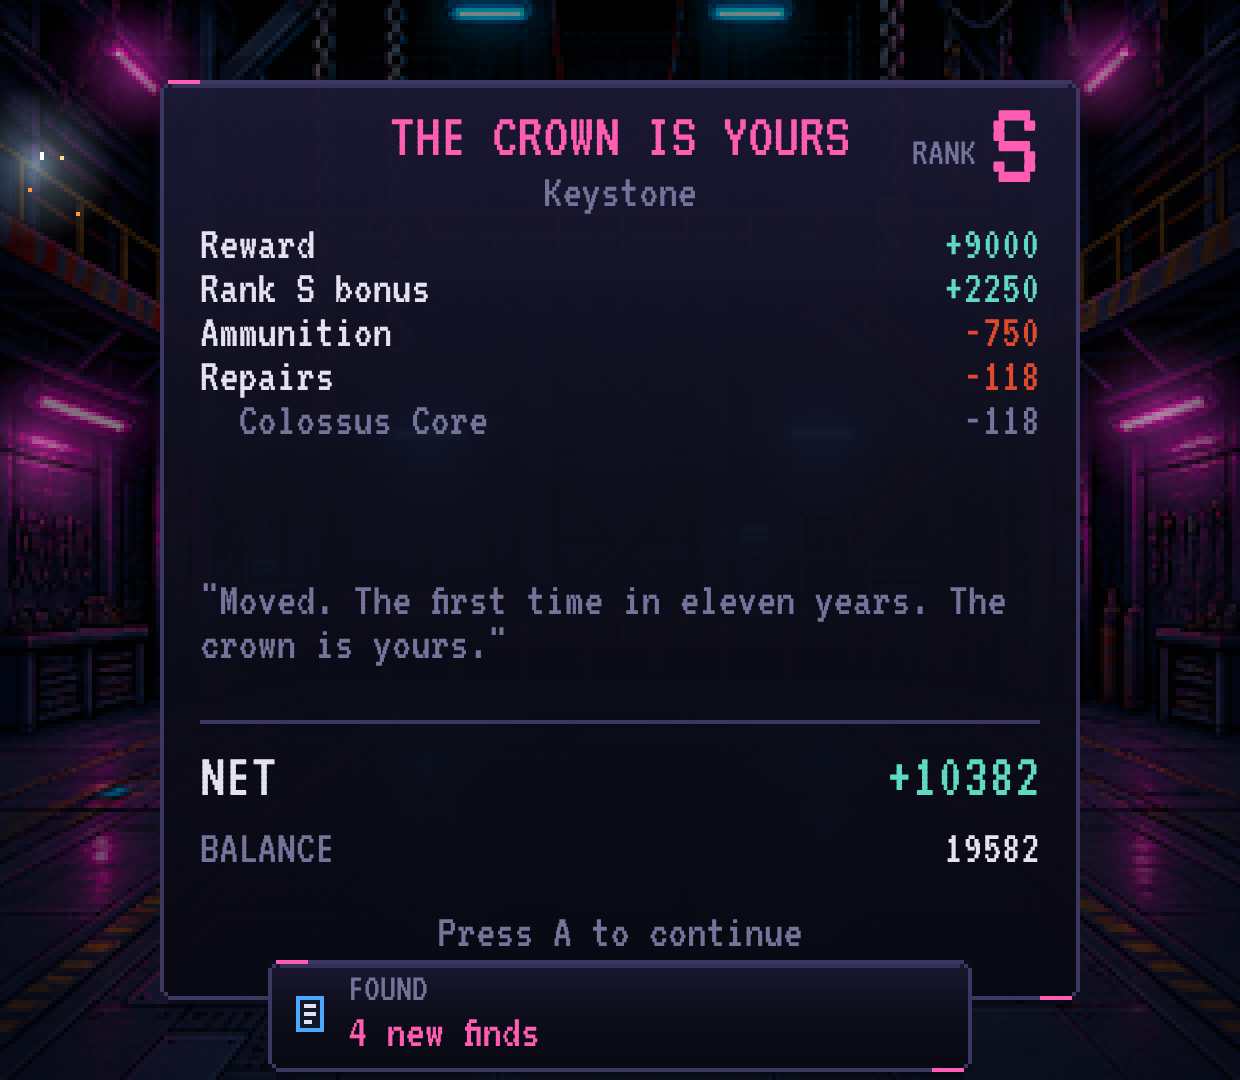 THE CROWN IS YOURS
RANK S
Keystone
Reward +9000
Rank S bonus +2250
Ammunition -750
Repairs -118
Colossus Core -118
"Moved. The first time in eleven years. The
crown is yours."
NET +10382
BALANCE 19582
Press A to continue
FOUND
4 new finds